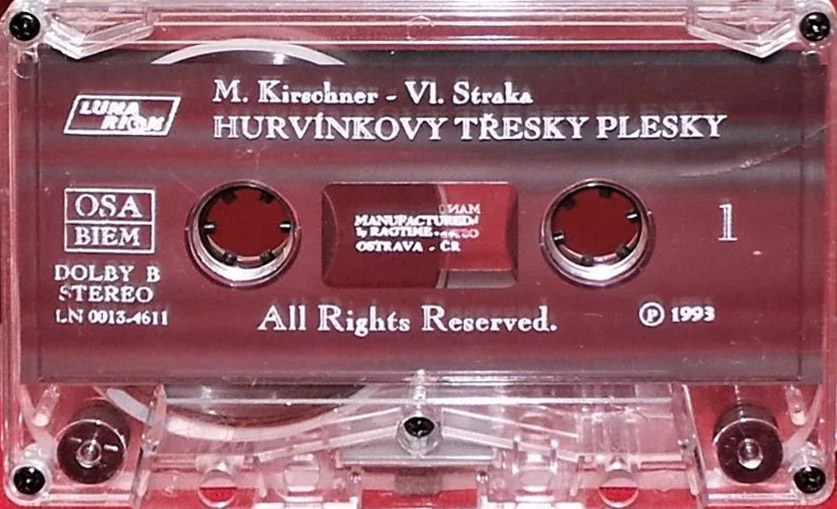 LUNA
RION
M. Kirschner - Vl. Straka
HURVÍNKOVY TŘESKY PLESKY
OSA
BIEM
MANUFACTURED
by RAGTIME
OSTRAVA - ČR
1
DOLBY B
STEREO
LN 0013-4611
All Rights Reserved.
Ⓟ 1993